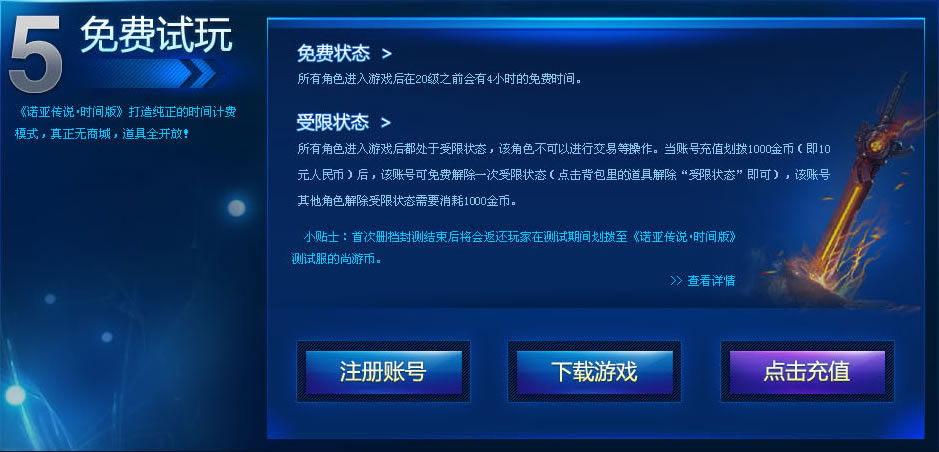 5
免费试玩
《诺亚传说·时间版》打造纯正的时间计费
模式，真正无商城，道具全开放！
免费状态 >
所有角色进入游戏后在20级之前会有4小时的免费时间。
受限状态 >
所有角色进入游戏后都处于受限状态，该角色不可以进行交易等操作。当账号充值划拨1000金币（即10
元人民币）后，该账号可免费解除一次受限状态（点击背包里的道具解除“受限状态”即可），该账号
其他角色解除受限状态需要消耗1000金币。
小贴士：首次删档封测结束后将会返还玩家在测试期间划拨至《诺亚传说·时间版》
测试服的尚游币。
>> 查看详情
注册账号
下载游戏
点击充值